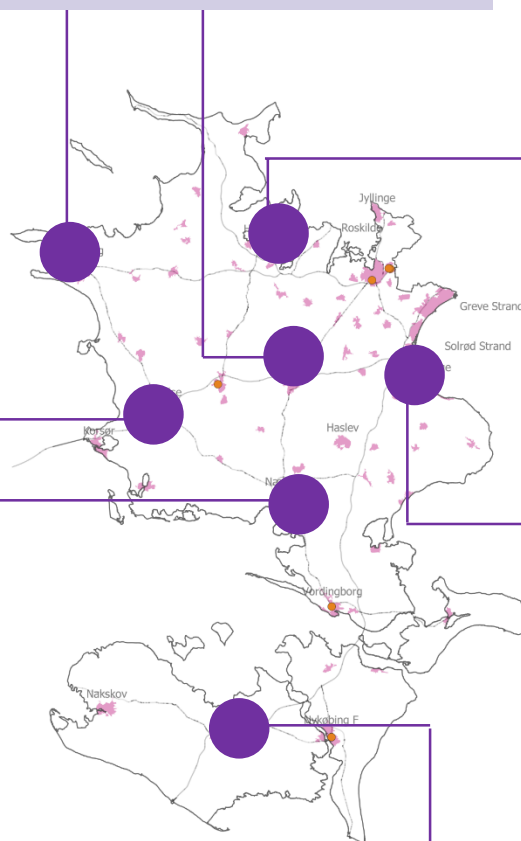 Jyllinge
Roskilde
Greve Strand
Solrød Strand
Haslev
Korsør
Vordingborg
Nakskov
Nykøbing F